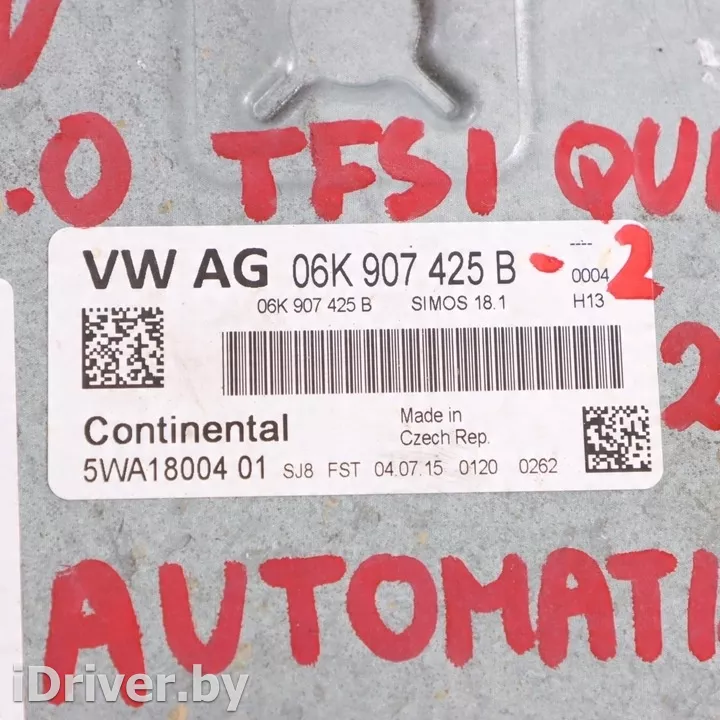 .0 TFSI QU
VW AG 06K 907 425 B - 2
----
0004
06K 907 425 B SIMOS 18.1 H13
2
Continental Made in
Czech Rep.
5WA18004 01 SJ8 FST 04.07.15 0120 0262
AUTOMATI
iDriver.by